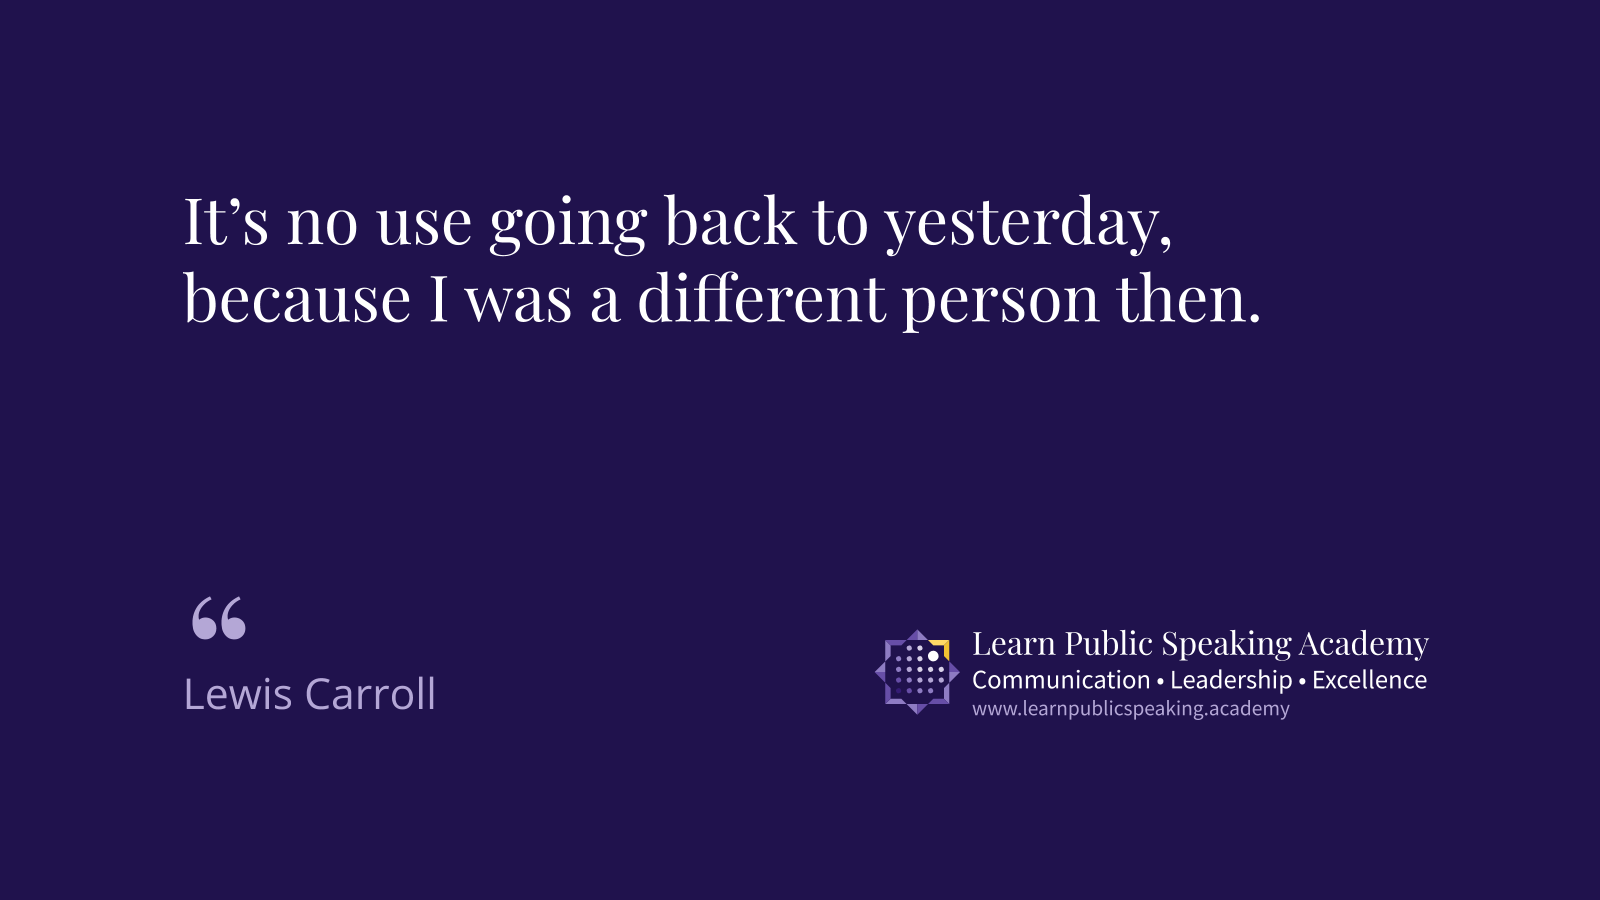 It’s no use going back to yesterday,
because I was a different person then.
“
Lewis Carroll
Learn Public Speaking Academy
Communication • Leadership • Excellence
www.learnpublicspeaking.academy